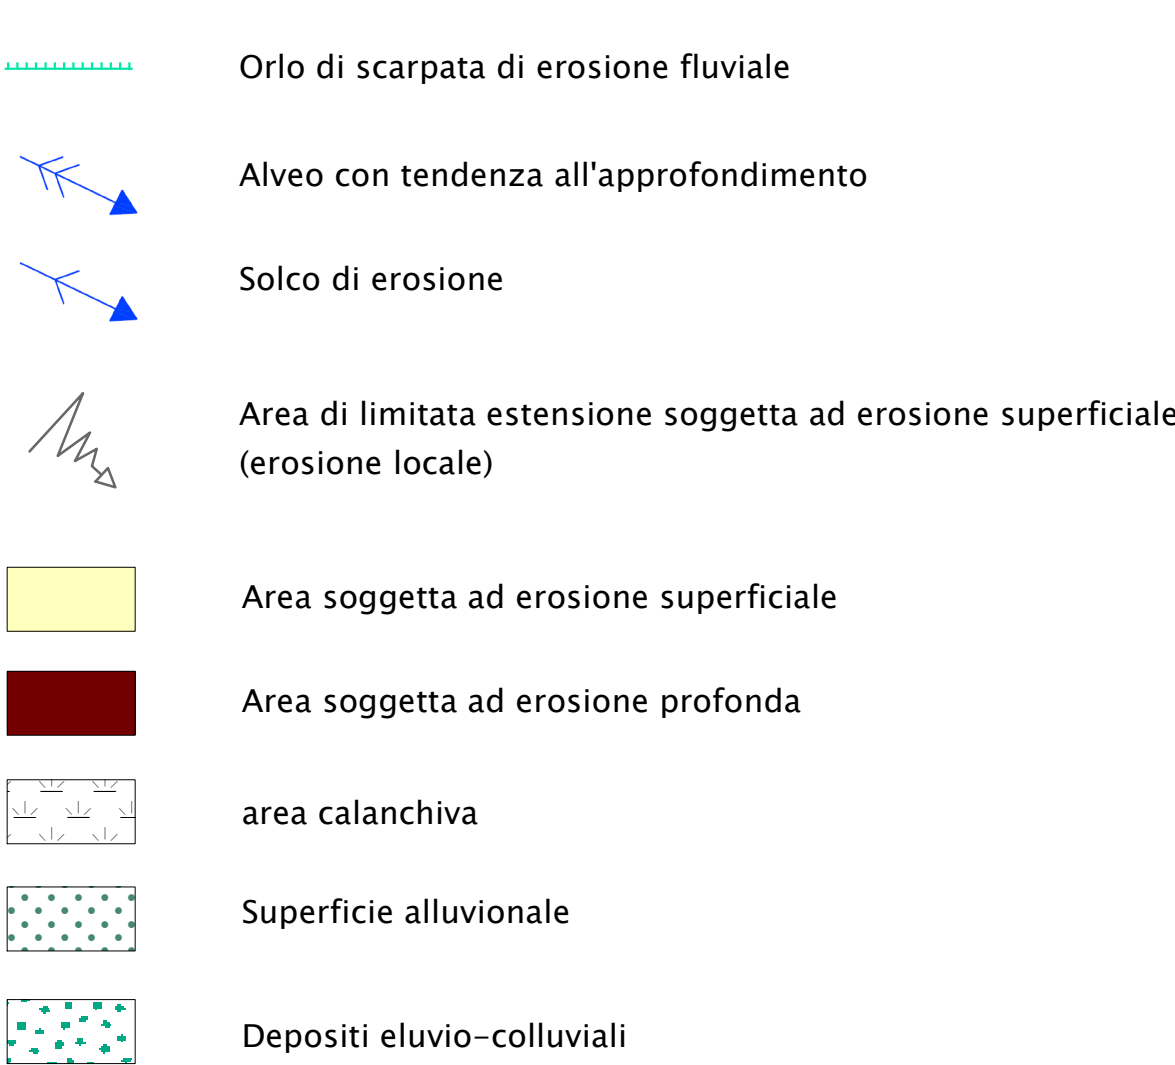 Orlo di scarpata di erosione fluviale
Alveo con tendenza all'approfondimento
Solco di erosione
Area di limitata estensione soggetta ad erosione superficiale
(erosione locale)
Area soggetta ad erosione superficiale
Area soggetta ad erosione profonda
area calanchiva
Superficie alluvionale
Depositi eluvio–colluviali